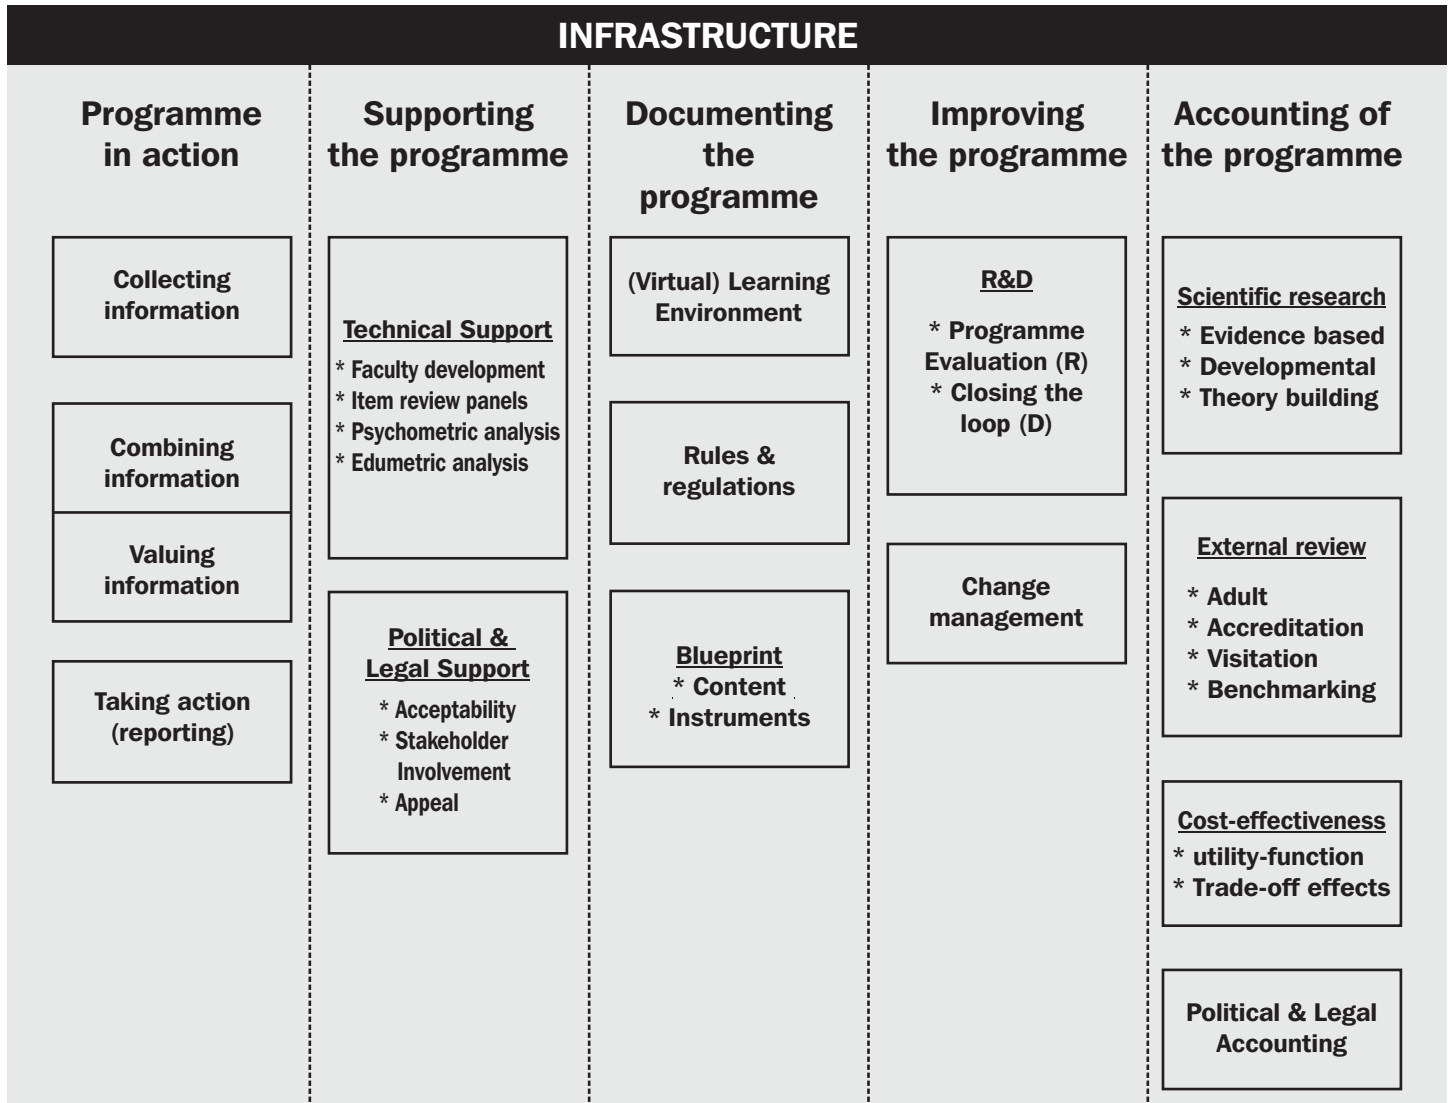 INFRASTRUCTURE
Programme
in action
Collecting
information
Combining
information
Valuing
information
Taking action
(reporting)
Supporting
the programme
Technical Support
* Faculty development
* Item review panels
* Psychometric analysis
* Edumetric analysis
Political &
Legal Support
* Acceptability
* Stakeholder
Involvement
* Appeal
Documenting
the
programme
(Virtual) Learning
Environment
Rules &
regulations
Blueprint
* Content
* Instruments
Improving
the programme
R&D
* Programme
Evaluation (R)
* Closing the
loop (D)
Change
management
Accounting of
the programme
Scientific research
* Evidence based
* Developmental
* Theory building
External review
* Adult
* Accreditation
* Visitation
* Benchmarking
Cost-effectiveness
* utility-function
* Trade-off effects
Political & Legal
Accounting